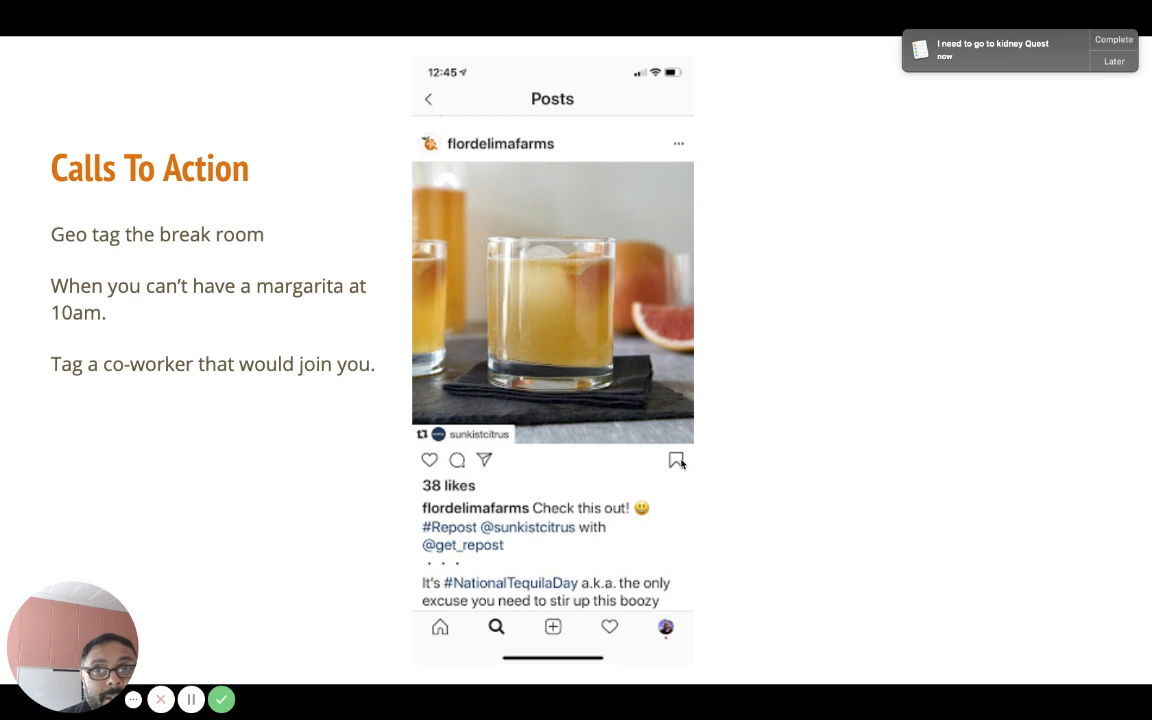 I need to go to kidney Quest
now
Complete
Later
Calls To Action
Geo tag the break room
When you can't have a margarita at
10am.
Tag a co-worker that would join you.
12:45
Posts
flordelimafarms
sunkistcitrus
38 likes
flordelimafarms Check this out! 😃
#Repost @sunkistcitrus with
@get_repost
• • •
It's #NationalTequilaDay a.k.a. the only
excuse you need to stir up this boozy